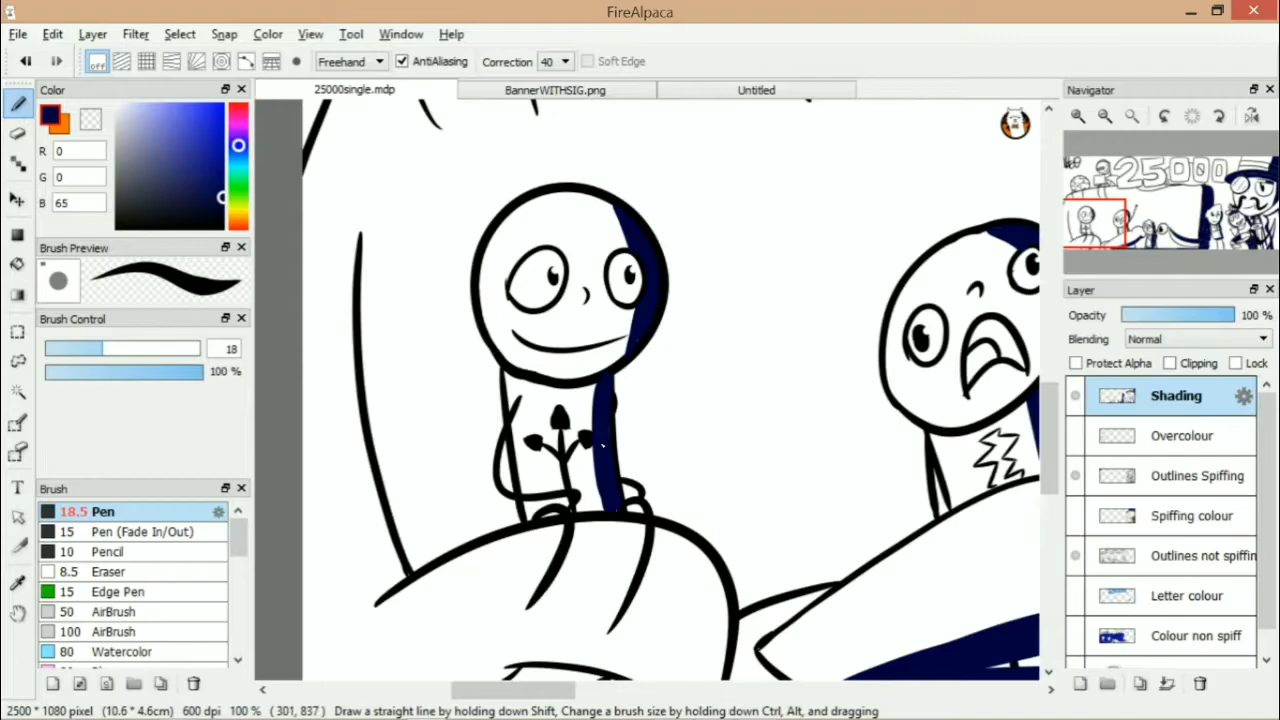 FireAlpaca
File Edit Layer Filter Select Snap Color View Tool Window Help
off Freehand AntiAliasing Correction 40 Soft Edge
Color
25000single.mdp BannerWITHSIG.png Untitled
Navigator
R 0
G 0
B 65
25000
Brush Preview
Layer
Opacity 100 %
Brush Control
Blending Normal
18
Protect Alpha Clipping Lock
100 %
Shading
Overcolour
Outlines Spiffing
Brush
18.5 Pen
Spiffing colour
15 Pen (Fade In/Out)
10 Pencil
Outlines not spiffin
8.5 Eraser
15 Edge Pen
Letter colour
50 AirBrush
100 AirBrush
Colour non spiff
80 Watercolor
2500 * 1080 pixel (10.6 * 4.6cm) 600 dpi 100 % ( 301, 837 ) Draw a straight line by holding down Shift, Change a brush size by holding down Ctrl, Alt, and dragging